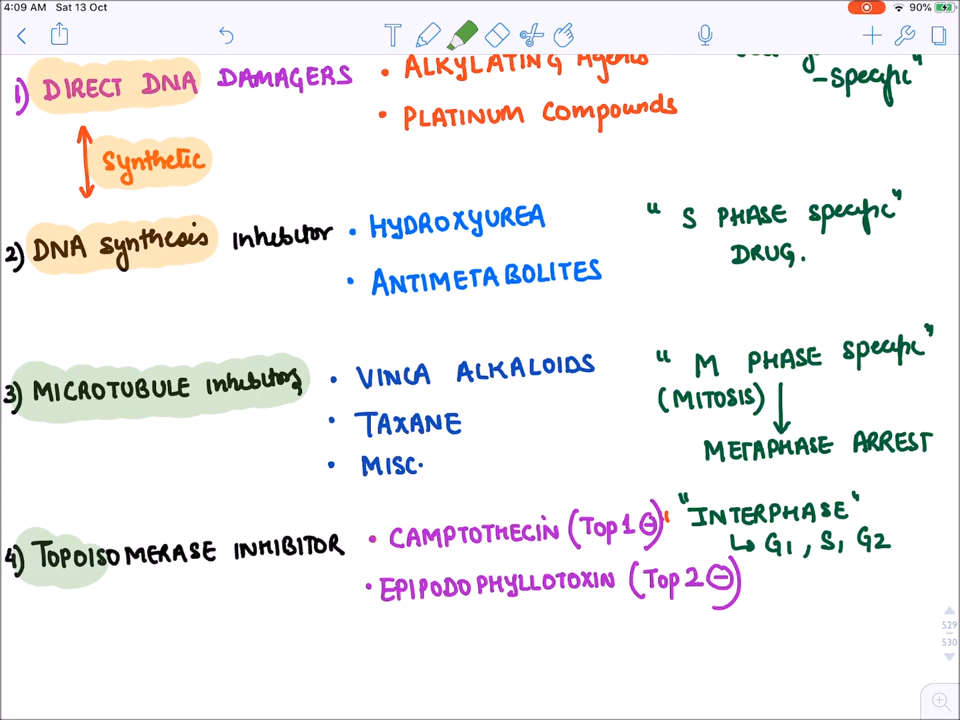 4:09 AM Sat 13 Oct 90%
1) DIRECT DNA DAMAGERS • ALKYLATING Agents
-specific"
• PLATINUM Compounds
Synthetic
2) DNA synthesis inhibitor • HYDROXYUREA " S PHASE specific"
DRUG.
• ANTIMETABOLITES
3) MICROTUBULE inhibitors • VINCA ALKALOIDS " M PHASE specific"
(MITOSIS)
• TAXANE
METAPHASE ARREST
• MISC.
4) TOPOISOMERASE INHIBITOR • CAMPTOTHECIN (TOP 1 ⊖) "INTERPHASE"
↳ G1, S, G2
• EPIPODOPHYLLOTOXIN (TOP 2 ⊖)
529
530